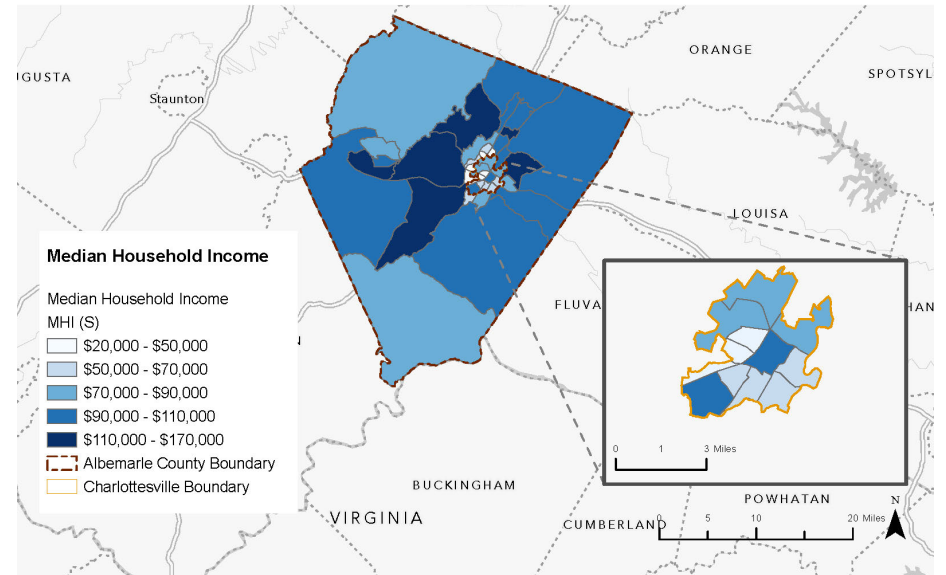 ORANGE
UGUSTA
SPOTSYL
Staunton
LOUISA
Median Household Income
Median Household Income
MHI (S)
$20,000 - $50,000
$50,000 - $70,000
$70,000 - $90,000
$90,000 - $110,000
$110,000 - $170,000
Albemarle County Boundary
Charlottesville Boundary
FLUVA
HAN
N
0 1 3 Miles
BUCKINGHAM
VIRGINIA
POWHATAN
CUMBERLAND
N
0 5 10 20 Miles